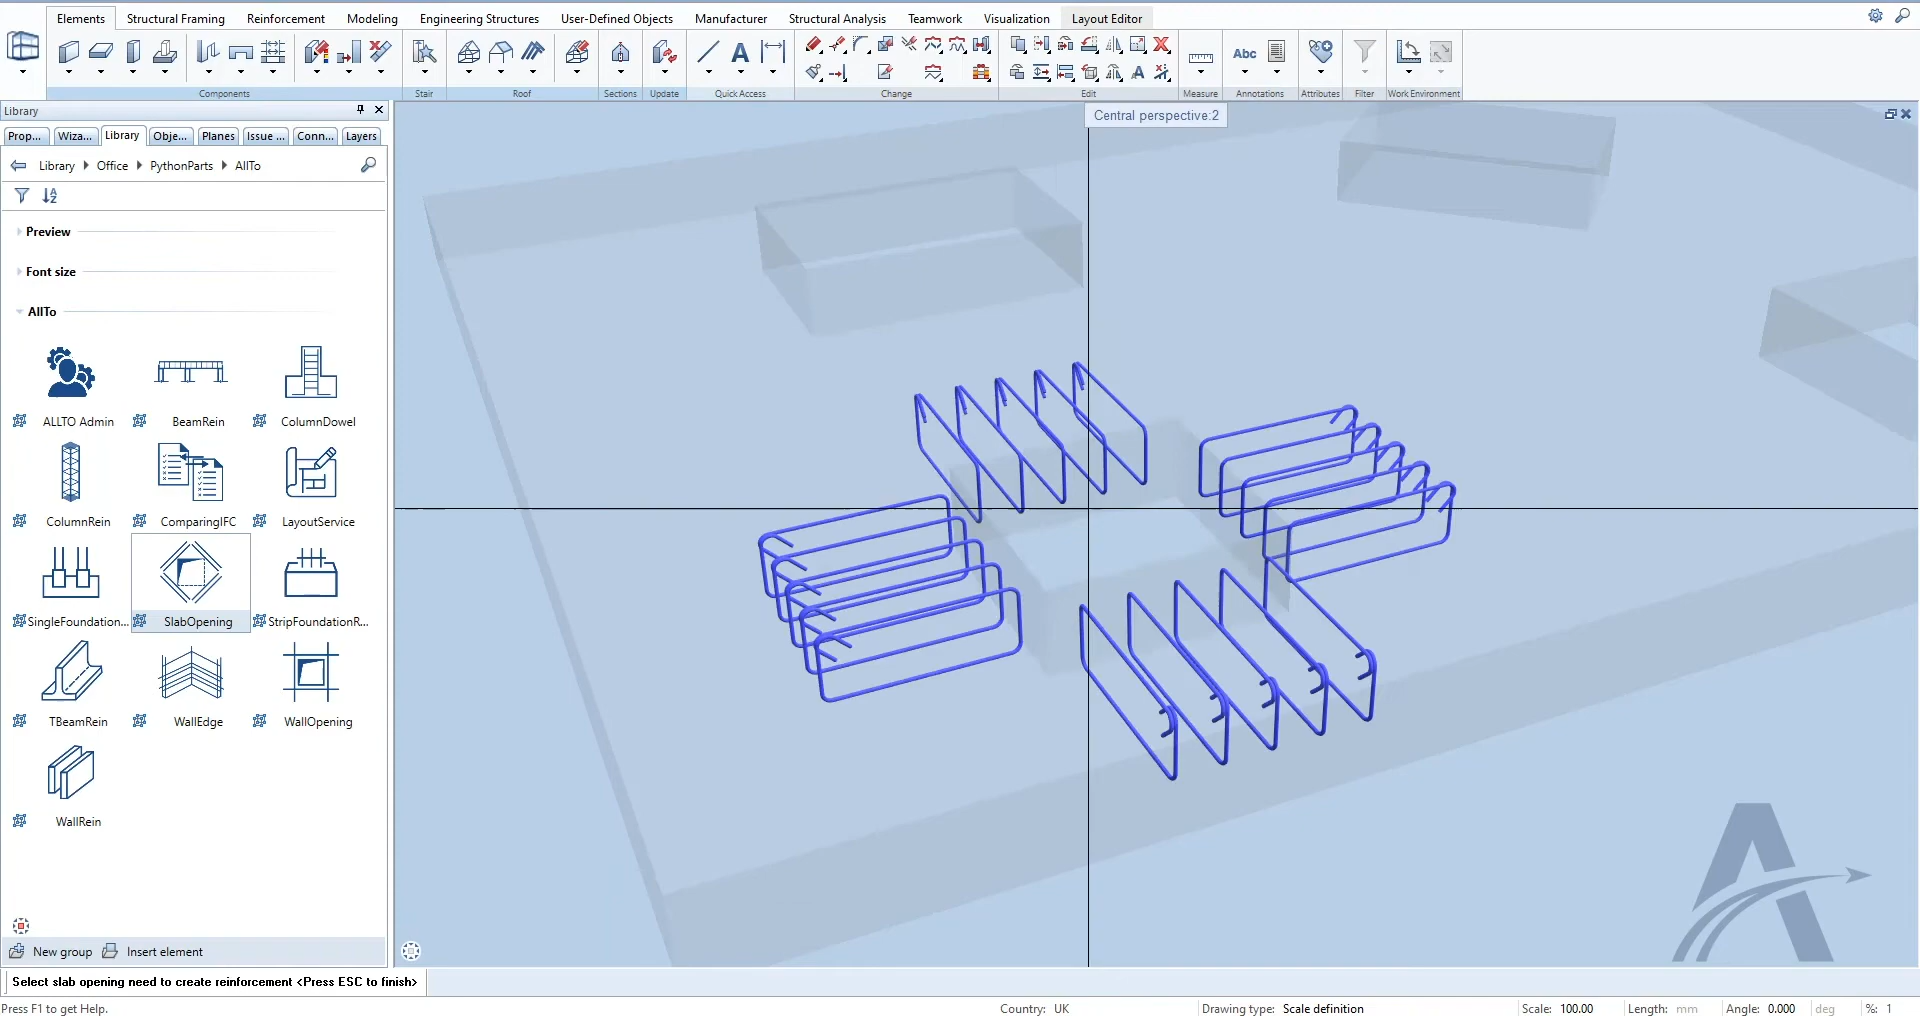 Elements Structural Framing Reinforcement Modeling Engineering Structures User-Defined Objects Manufacturer Structural Analysis Teamwork Visualization Layout Editor
A Abc A
Components Stair Roof Sections Update Quick Access Change Edit Measure Annotations Attributes Filter Work Environment
Library
Central perspective:2
Prop... Wiza... Library Obje... Planes Issue ... Conn... Layers
Library Office PythonParts AllTo
Preview
Font size
AllTo
ALLTO Admin BeamRein ColumnDowel
ColumnRein ComparingIFC LayoutService
SingleFoundation... SlabOpening StripFoundationR...
TBeamRein WallEdge WallOpening
WallRein
New group Insert element
Select slab opening need to create reinforcement <Press ESC to finish>
Press F1 to get Help. Country: UK Drawing type: Scale definition Scale: 100.00 Length: mm Angle: 0.000 deg %: 1